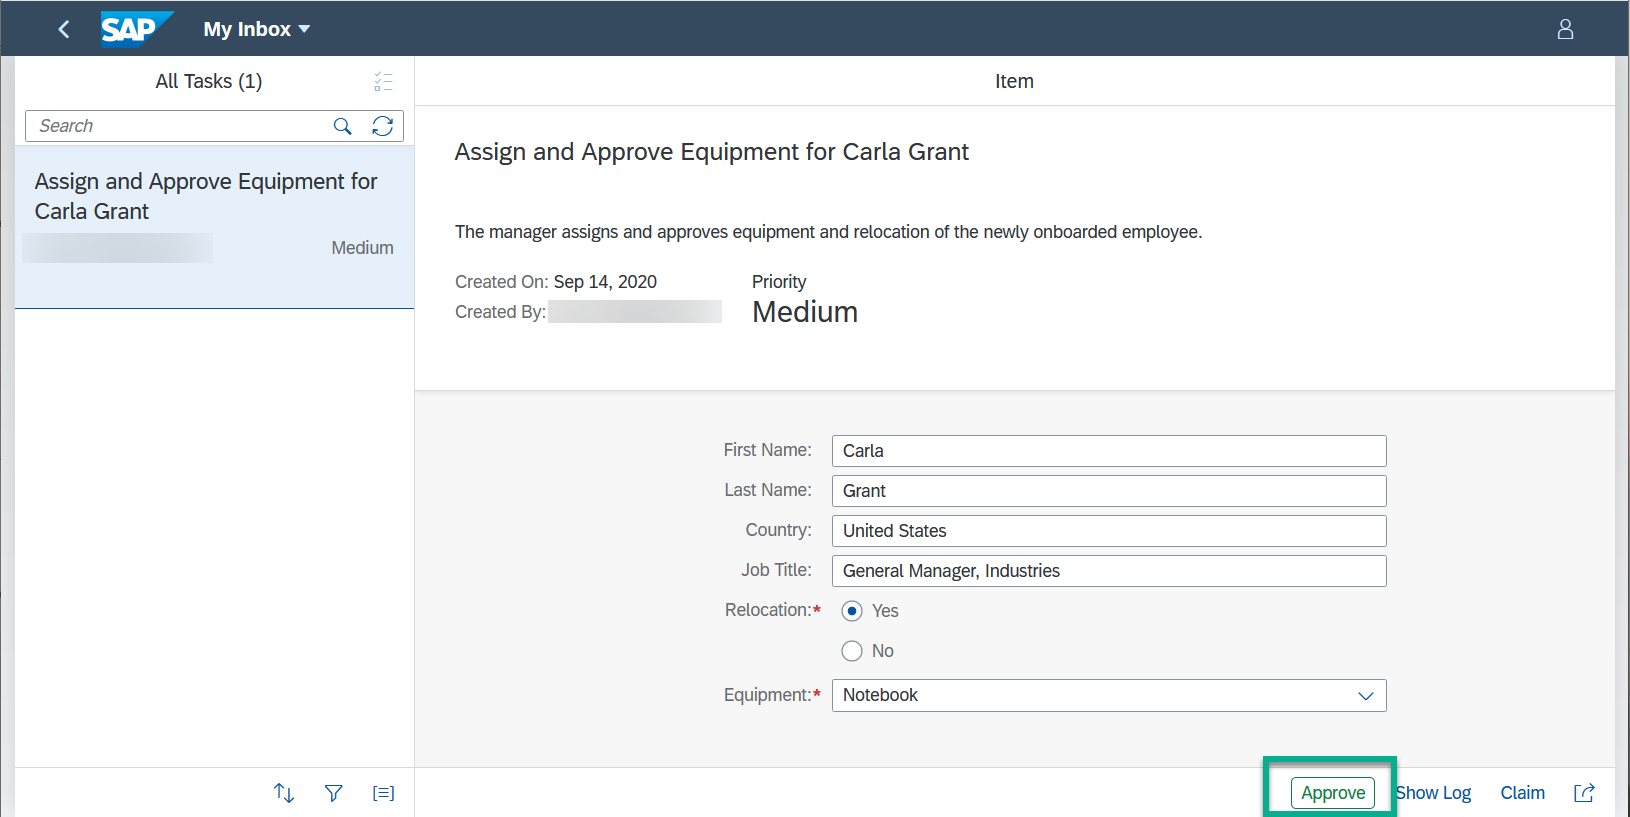 SAP My Inbox
All Tasks (1)
Search
Assign and Approve Equipment for
Carla Grant
Medium
Item
Assign and Approve Equipment for Carla Grant
The manager assigns and approves equipment and relocation of the newly onboarded employee.
Created On: Sep 14, 2020
Created By:
Priority
Medium
First Name: Carla
Last Name: Grant
Country: United States
Job Title: General Manager, Industries
Relocation:* Yes
No
Equipment:* Notebook
Approve Show Log Claim